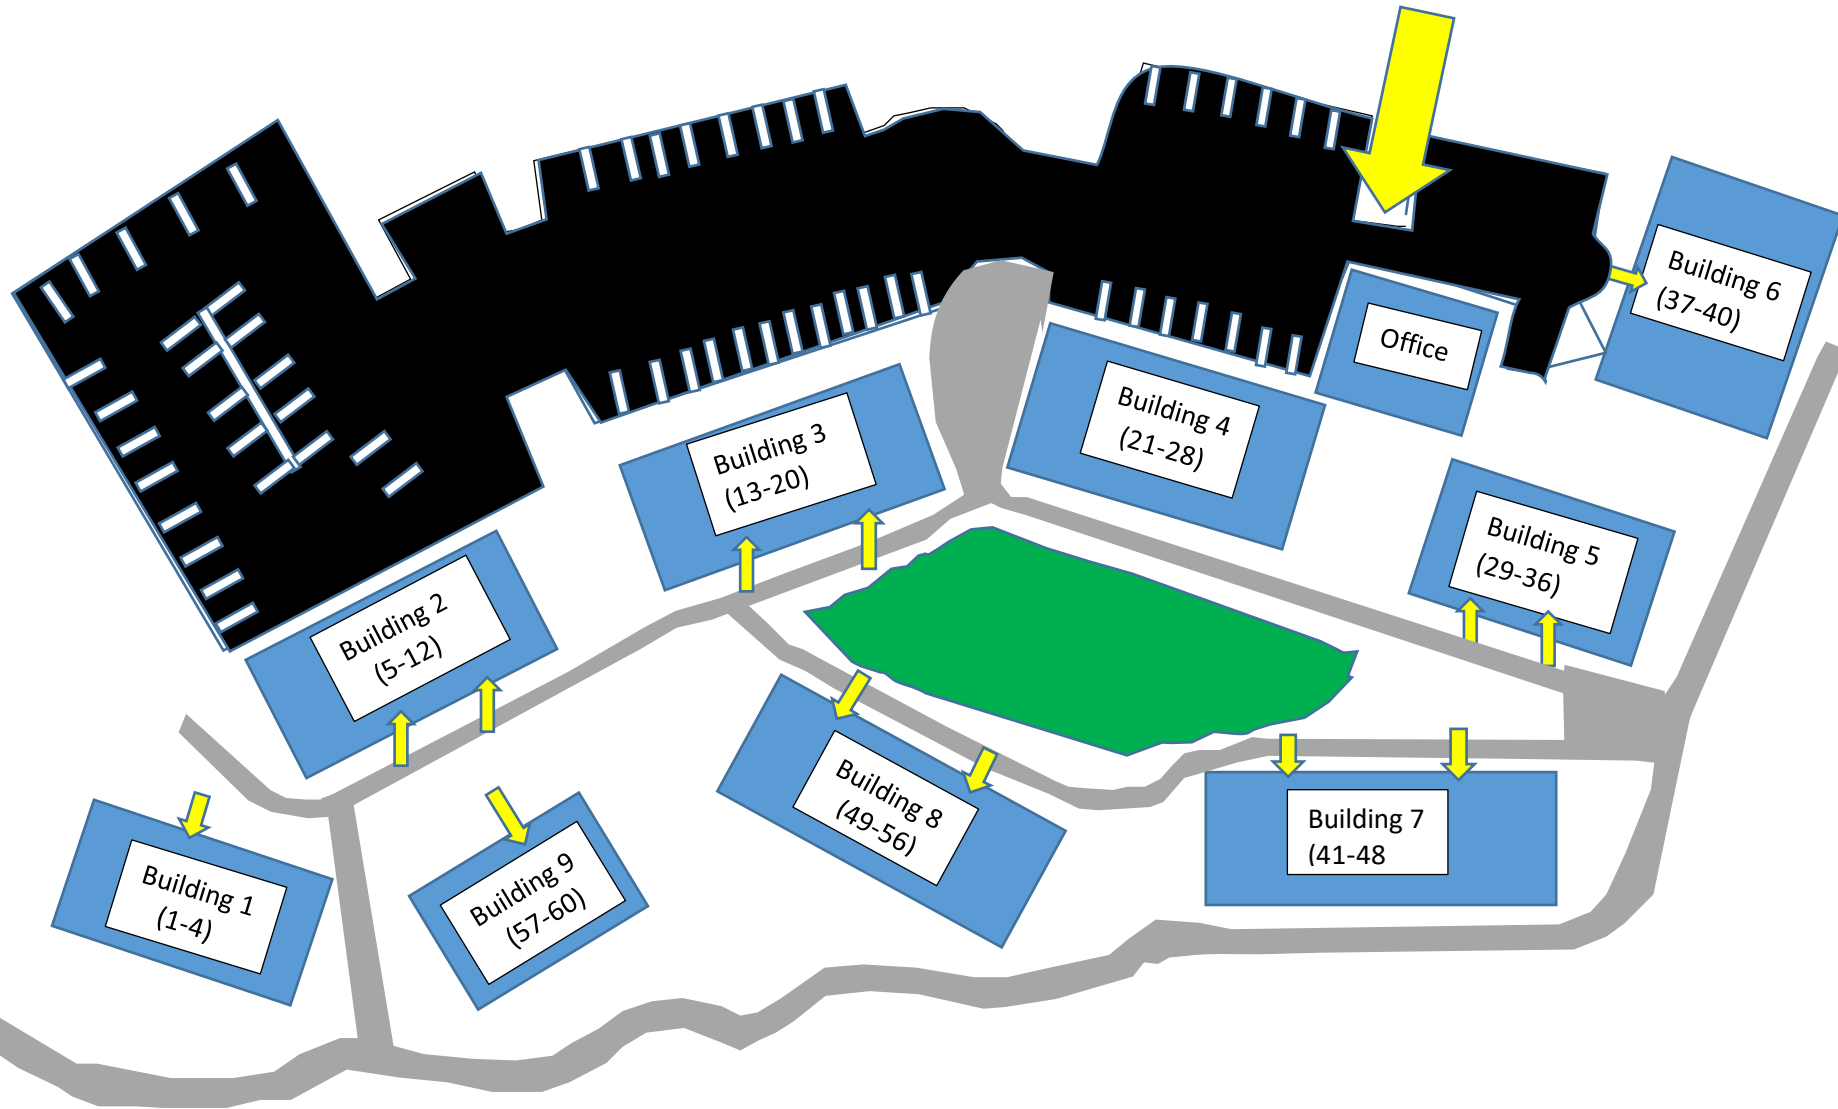 Building 6
(37-40)
Office
Building 4
(21-28)
Building 3
(13-20)
Building 5
(29-36)
Building 2
(5-12)
Building 8
(49-56)
Building 7
(41-48
Building 1
(1-4)
Building 9
(57-60)